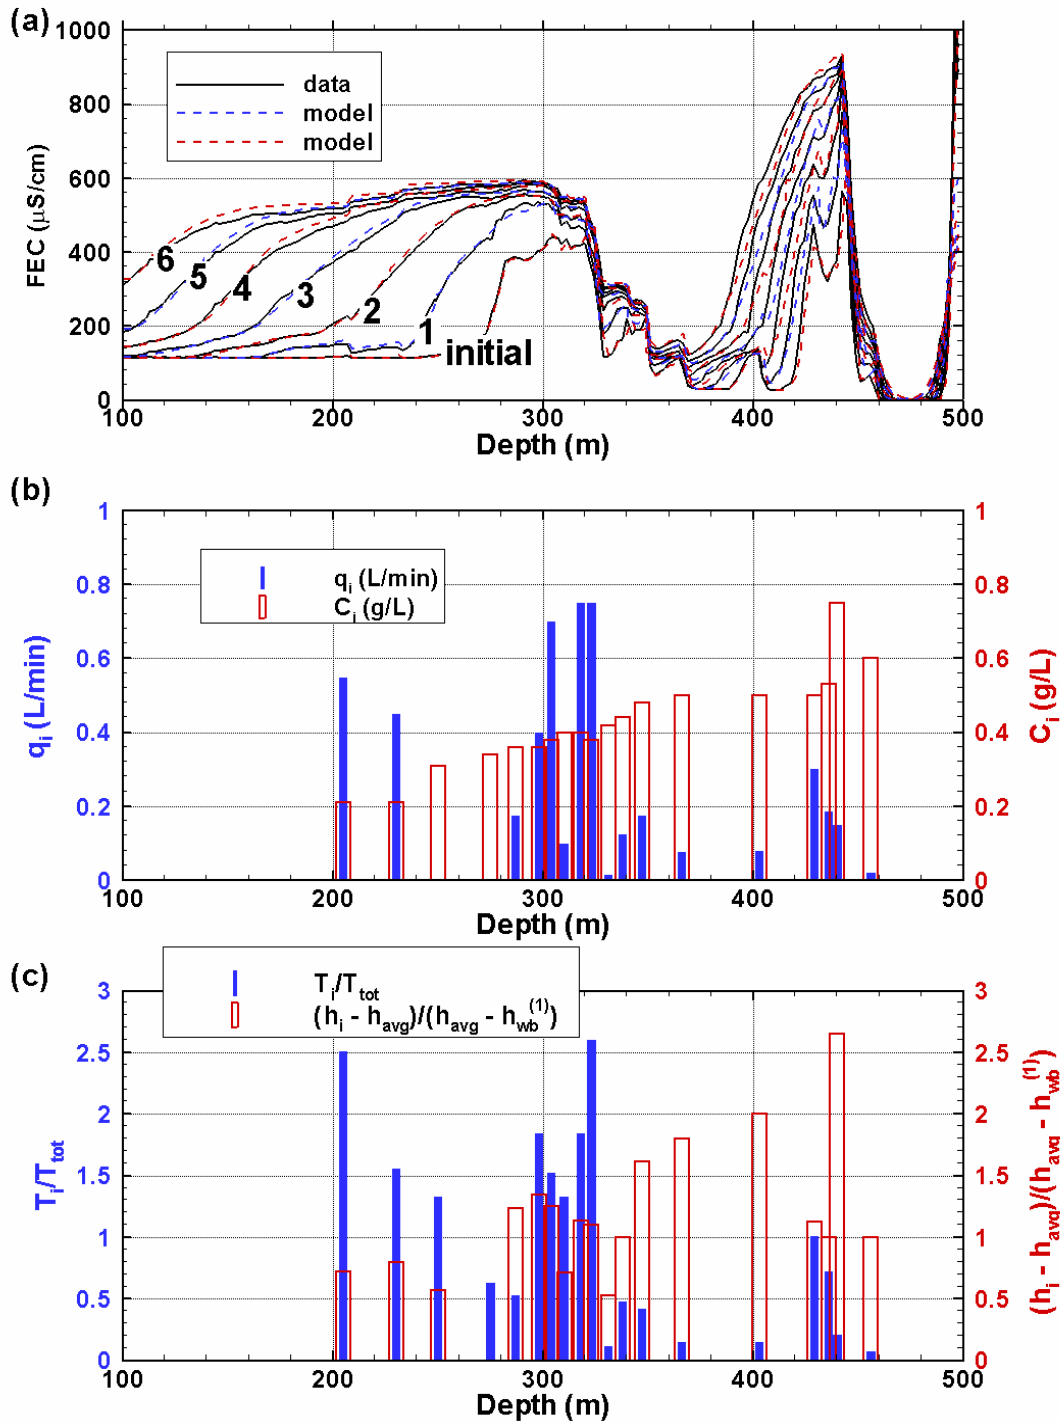 (a)
1000
800
600
400
200
0
FEC (μS/cm)
data
model
model
6
5
4
3
2
1
initial
100
200
300
400
500
Depth (m)
(b)
1
0.8
0.6
0.4
0.2
0
q_i (L/min)
q_i (L/min)
C_i (g/L)
1
0.8
0.6
0.4
0.2
0
C_i (g/L)
100
200
300
400
500
Depth (m)
(c)
3
2.5
2
1.5
1
0.5
0
T_i/T_tot
T_i/T_tot
(h_i - h_avg)/(h_avg - h_wb^(1))
3
2.5
2
1.5
1
0.5
0
(h_i - h_avg)/(h_avg - h_wb^(1))
100
200
300
400
500
Depth (m)